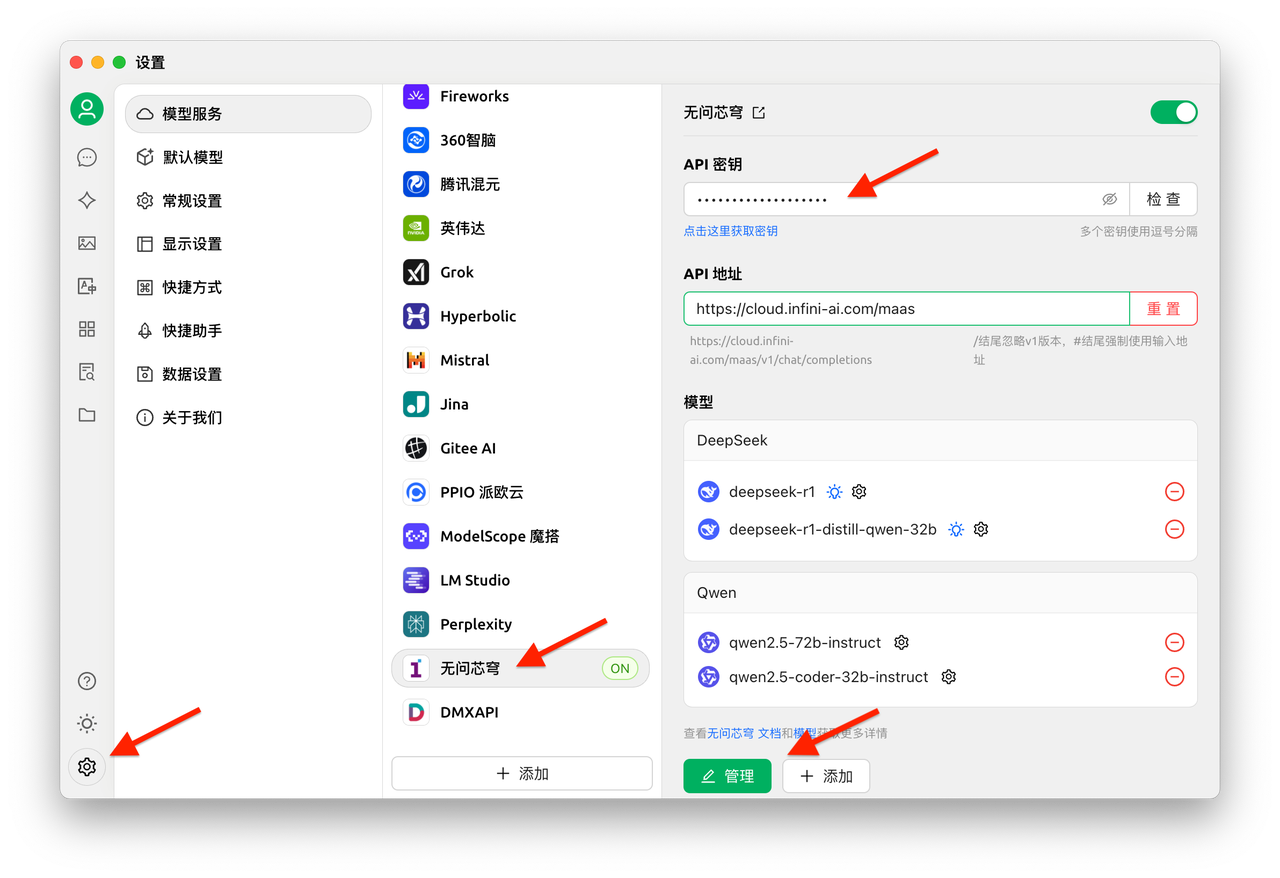 设置
模型服务
默认模型
常规设置
显示设置
快捷方式
快捷助手
数据设置
关于我们
Fireworks
360智脑
腾讯混元
英伟达
Grok
Hyperbolic
Mistral
Jina
Gitee AI
PPIO 派欧云
ModelScope 魔搭
LM Studio
Perplexity
无问芯穹 ON
DMXAPI
添加
无问芯穹
API 密钥
检 查
点击这里获取密钥 多个密钥使用逗号分隔
API 地址
https://cloud.infini-ai.com/maas 重 置
https://cloud.infini-
ai.com/maas/v1/chat/completions
/结尾忽略v1版本，#结尾强制使用输入地
址
模型
DeepSeek
deepseek-r1
deepseek-r1-distill-qwen-32b
Qwen
qwen2.5-72b-instruct
qwen2.5-coder-32b-instruct
查看无问芯穹 文档和模型获取更多详情
管理 添加